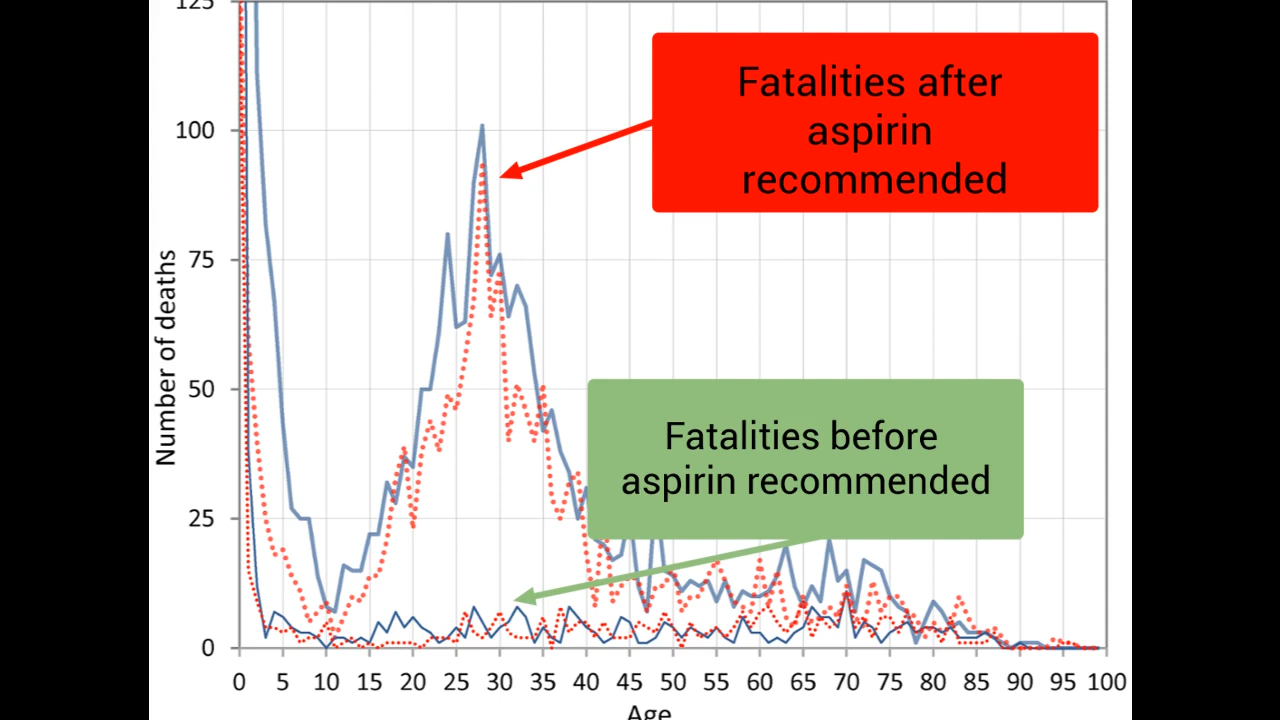 125
Fatalities after
aspirin
recommended
100
75
Number of deaths
50
Fatalities before
aspirin recommended
25
0
0 5 10 15 20 25 30 35 40 45 50 55 60 65 70 75 80 85 90 95 100
Age